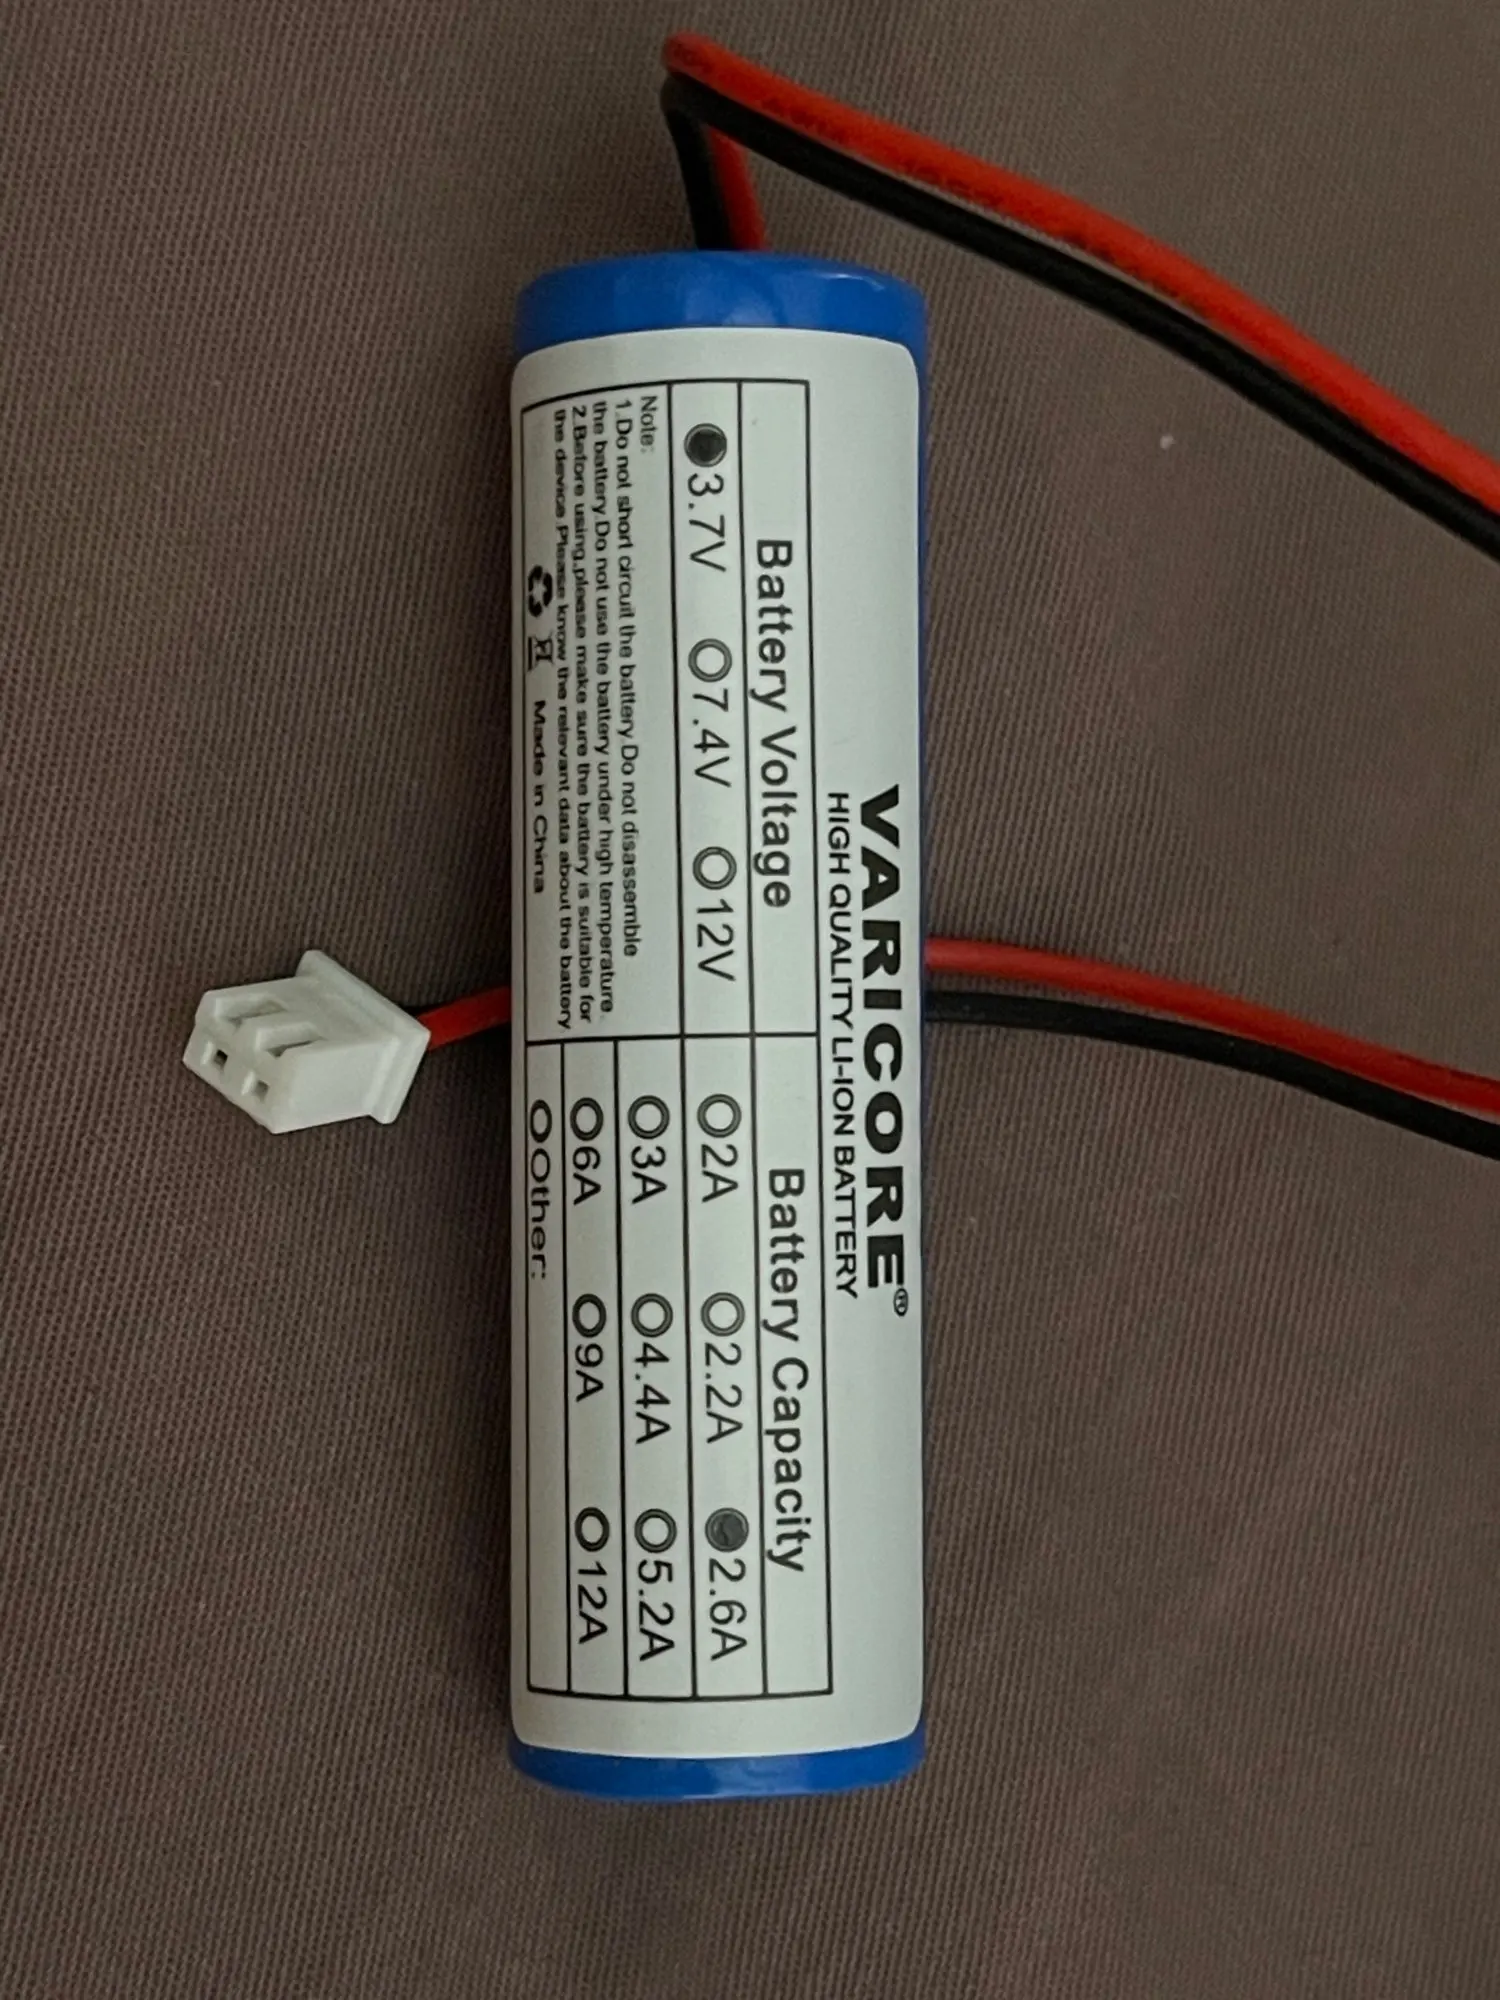 VARICORE®
HIGH QUALITY LI-ION BATTERY
Battery Voltage
●3.7V ○7.4V ○12V
Note:
1.Do not short circuit the battery.Do not disassemble
the battery.Do not use the battery under high temperature.
2.Before using,please make sure the battery is suitable for
the device.Please know the relevant data about the battery
Made in China
Battery Capacity
○2A ○2.2A ●2.6A
○3A ○4.4A ○5.2A
○6A ○9A ○12A
○Other: